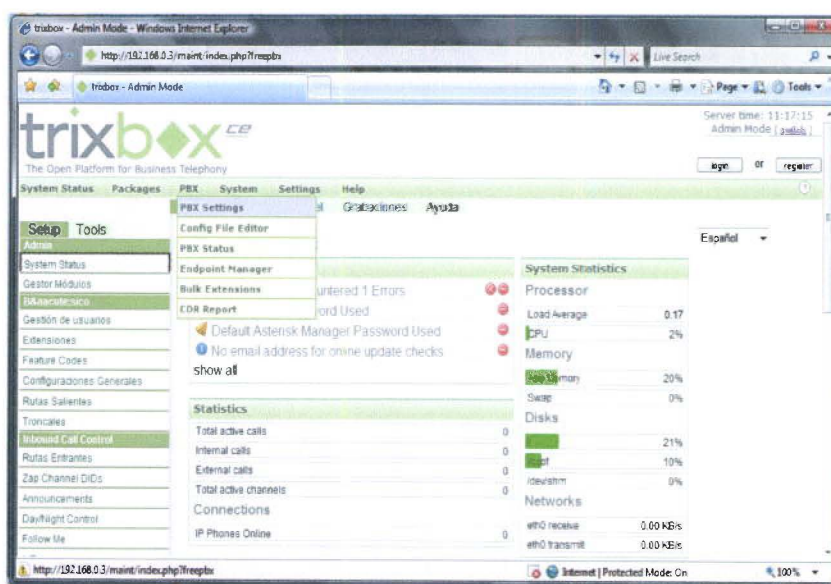 trixbox - Admin Mode - Windows Internet Explorer
http://192.168.0.3/maint/index.php?freepbx
Live Search
trixbox - Admin Mode
Page Tools
trixbox CE
The Open Platform for Business Telephony
Server time: 11:17:15
Admin Mode [ switch ]
login or register
System Status Packages PBX System Settings Help
PBX Settings
Config File Editor
PBX Status
Endpoint Manager
Bulk Extensions
CDR Report
Grabaciones Ayuda
Español
Setup Tools
Admin
System Status
Gestor Módulos
B&aacute;sico
Gestión de usuarios
Extensiones
Feature Codes
Configuraciones Generales
Rutas Salientes
Troncales
Inbound Call Control
Rutas Entrantes
Zap Channel DIDs
Announcements
Day/Night Control
Follow Me
1 Errors
Used
Default Asterisk Manager Password Used
No email address for online update checks
show all
Statistics
Total active calls 0
Internal calls 0
External calls 0
Total active channels 0
Connections
IP Phones Online 0
System Statistics
Processor
Load Average 0.17
CPU 2%
Memory
App Memory 20%
Swap 0%
Disks
21%
10%
/dev/shm 0%
Networks
eth0 receive 0.00 KB/s
eth0 transmit 0.00 KB/s
http://192.168.0.3/maint/index.php?freepbx
Internet | Protected Mode: On
100%